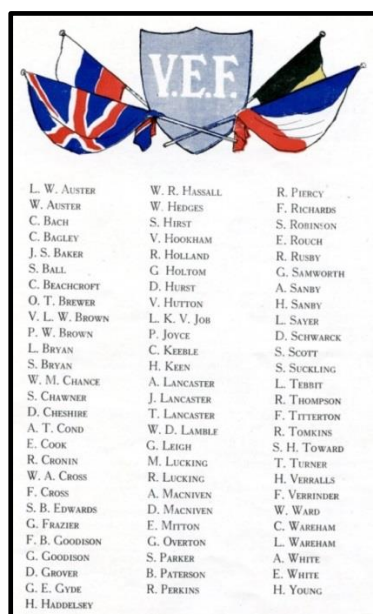 V.E.F.
L. W. AUSTER
W. AUSTER
C. BACH
C. BAGLEY
J. S. BAKER
S. BALL
C. BEACHCROFT
O. T. BREWER
V. L. W. BROWN
P. W. BROWN
L. BRYAN
S. BRYAN
W. M. CHANCE
S. CHAWNER
D. CHESHIRE
A. T. COND
E. COOK
R. CRONIN
W. A. CROSS
F. CROSS
S. B. EDWARDS
G. FRAZIER
F. B. GOODISON
G. GOODISON
D. GROVER
G. E. GYDE
H. HADDELSEY
W. R. HASSALL
W. HEDGES
S. HIRST
V. HOOKHAM
R. HOLLAND
G HOLTOM
D. HURST
V. HUTTON
L. K. V. JOB
P. JOYCE
C. KEEBLE
H. KEEN
A. LANCASTER
J. LANCASTER
T. LANCASTER
W. D. LAMBLE
G. LEIGH
M. LUCKING
R. LUCKING
A. MACNIVEN
D. MACNIVEN
E. MITTON
G. OVERTON
S. PARKER
B. PATERSON
R. PERKINS
R. PIERCY
F. RICHARDS
S. ROBINSON
E. ROUCH
R. RUSBY
G. SAMWORTH
A. SANBY
H. SANBY
L. SAYER
D. SCHWARCK
S. SCOTT
S. SUCKLING
L. TEBBIT
R. THOMPSON
F. TITTERTON
R. TOMKINS
S. H. TOWARD
T. TURNER
H. VERRALLS
F. VERRINDER
W. WARD
C. WAREHAM
L. WAREHAM
A. WHITE
E. WHITE
H. YOUNG